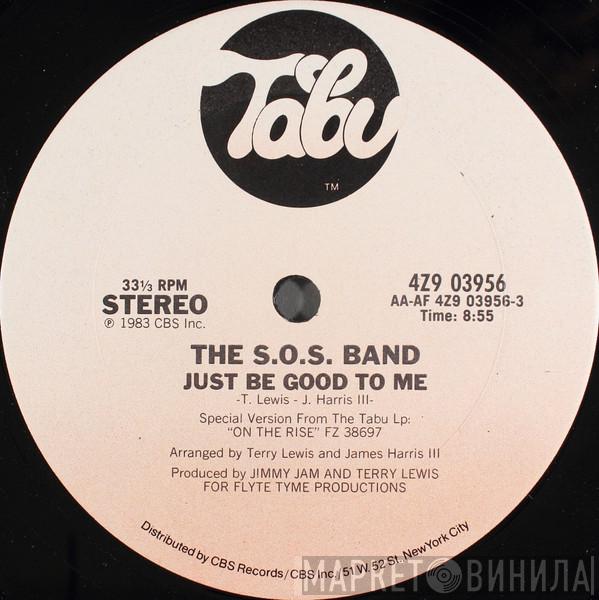 Tabu
TM
33⅓ RPM
STEREO
℗ 1983 CBS Inc.
4Z9 03956
AA-AF 4Z9 03956-3
Time: 8:55
THE S.O.S. BAND
JUST BE GOOD TO ME
-T. Lewis - J. Harris III-
Special Version From The Tabu Lp:
"ON THE RISE" FZ 38697
Arranged by Terry Lewis and James Harris III
Produced by JIMMY JAM AND TERRY LEWIS
FOR FLYTE TYME PRODUCTIONS
Distributed by CBS Records/CBS Inc./51 W. 52 St. New York City
МАРКЕТ ВИНИЛА